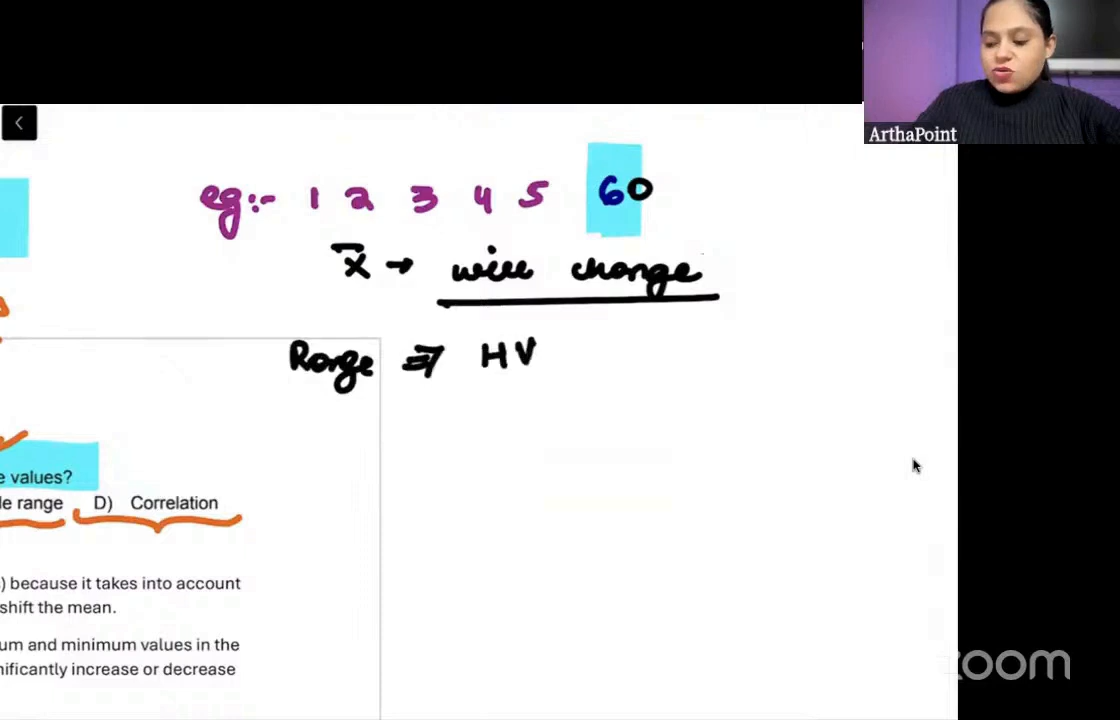 ArthaPoint
eg:- 1 2 3 4 5 60
x̄ → will change
Range ⇒ HV
e values?
le range D) Correlation
) because it takes into account
shift the mean.
um and minimum values in the
nificantly increase or decrease
zoom